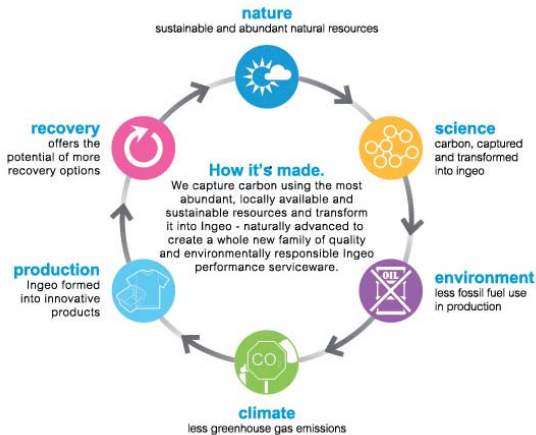 nature
sustainable and abundant natural resources
science
carbon, captured
and transformed
into ingeo
environment
less fossil fuel use
in production
OIL
climate
less greenhouse gas emissions
CO2
production
Ingeo formed
into innovative
products
recovery
offers the
potential of more
recovery options
How it's made.
We capture carbon using the most
abundant, locally available and
sustainable resources and transform
it into Ingeo - naturally advanced to
create a whole new family of quality
and environmentally responsible Ingeo
performance serviceware.